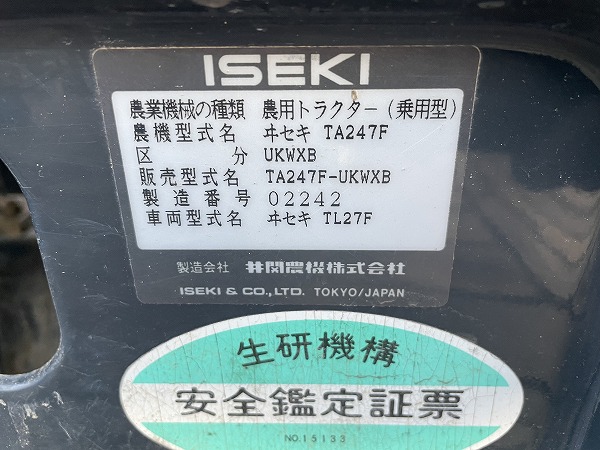 ISEKI
農業機械の種類 農用トラクター(乗用型)
農機型式名 ヰセキ TA247F
区分 UKWXB
販売型式名 TA247F-UKWXB
製造番号 02242
車両型式名 ヰセキ TL27F
製造会社 井関農機株式会社
ISEKI & CO., LTD. TOKYO/JAPAN
生研機構
安全鑑定証票
NO.15133